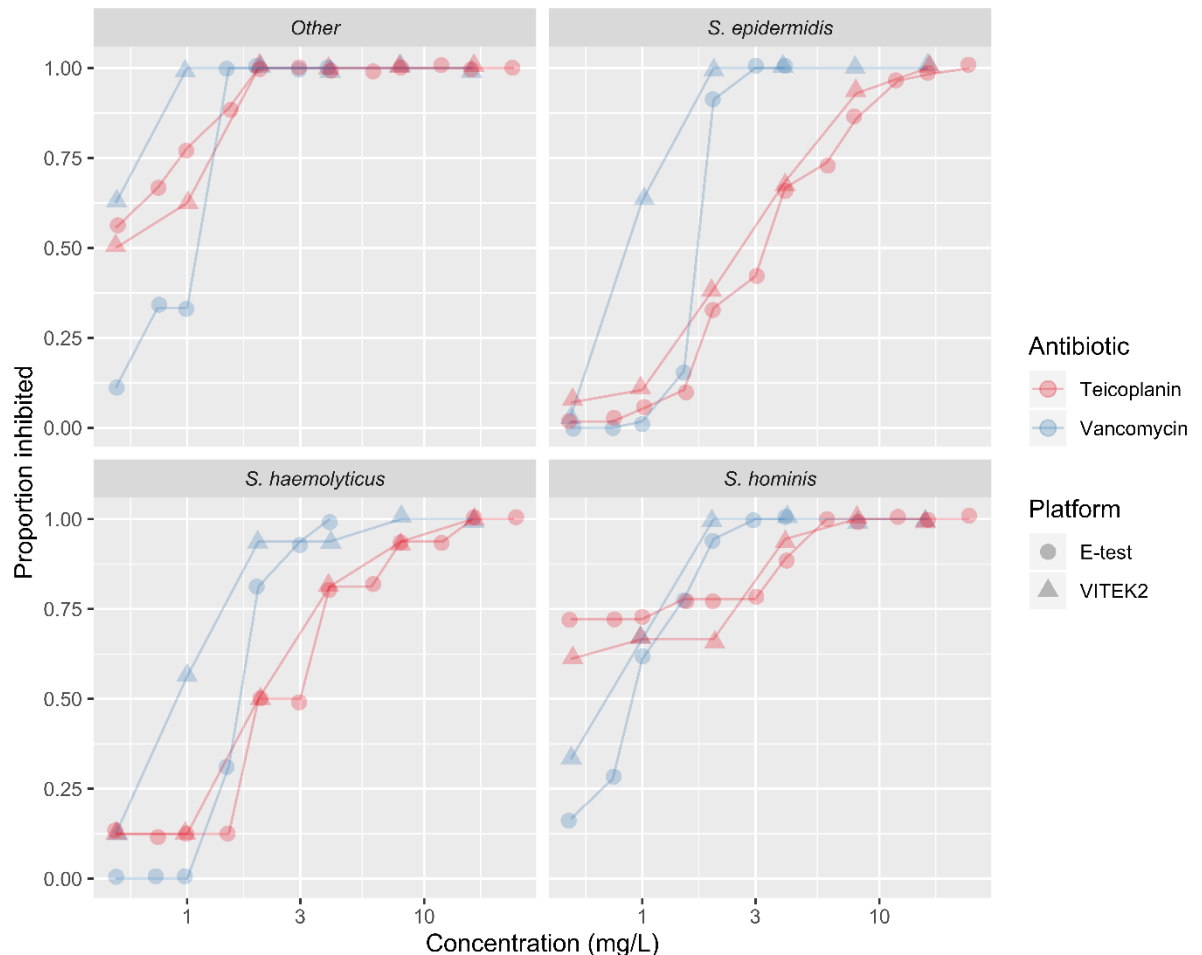 Other
S. epidermidis
1.00
0.75
0.50
0.25
0.00
S. haemolyticus
S. hominis
1.00
0.75
0.50
0.25
0.00
1
3
10
1
3
10
Proportion inhibited
Concentration (mg/L)
Antibiotic
Teicoplanin
Vancomycin
Platform
E-test
VITEK2